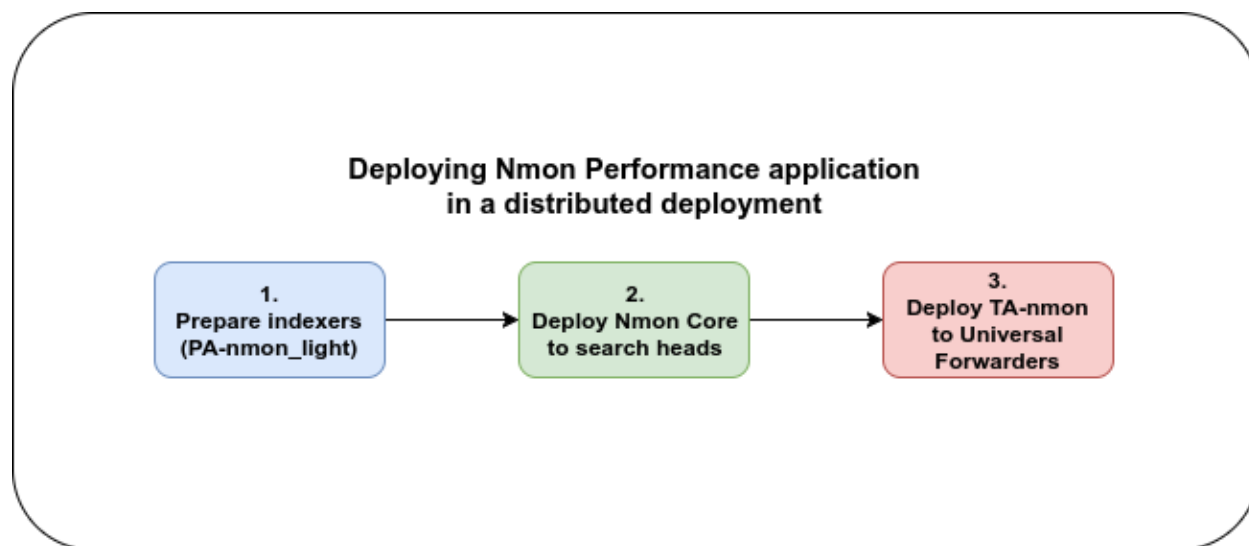 Deploying Nmon Performance application
in a distributed deployment
1.
Prepare indexers
(PA-nmon_light)
2.
Deploy Nmon Core
to search heads
3.
Deploy TA-nmon
to Universal
Forwarders